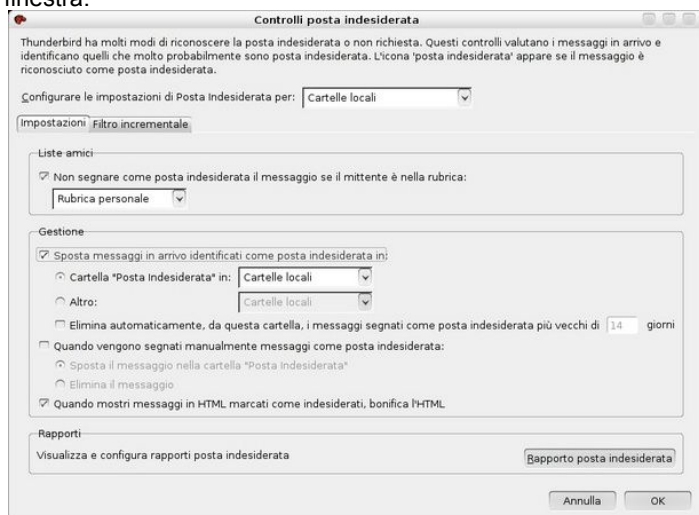 finestra:
Controlli posta indesiderata
Thunderbird ha molti modi di riconoscere la posta indesiderata o non richiesta. Questi controlli valutano i messaggi in arrivo e
identificano quelli che molto probabilmente sono posta indesiderata. L'icona 'posta indesiderata' appare se il messaggio è
riconosciuto come posta indesiderata.
Configurare le impostazioni di Posta Indesiderata per: Cartelle locali
Impostazioni Filtro incrementale
Liste amici
Non segnare come posta indesiderata il messaggio se il mittente è nella rubrica:
Rubrica personale
Gestione
Sposta messaggi in arrivo identificati come posta indesiderata in:
Cartella "Posta Indesiderata" in: Cartelle locali
Altro: Cartelle locali
Elimina automaticamente, da questa cartella, i messaggi segnati come posta indesiderata più vecchi di 14 giorni
Quando vengono segnati manualmente messaggi come posta indesiderata:
Sposta il messaggio nella cartella "Posta Indesiderata"
Elimina il messaggio
Quando mostri messaggi in HTML marcati come indesiderati, bonifica l'HTML
Rapporti
Visualizza e configura rapporti posta indesiderata Rapporto posta indesiderata
Annulla OK